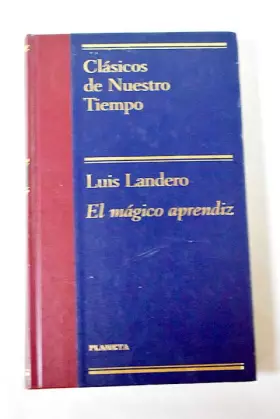 Clásicos
de Nuestro
Tiempo
Luis Landero
El mágico aprendiz
PLANETA